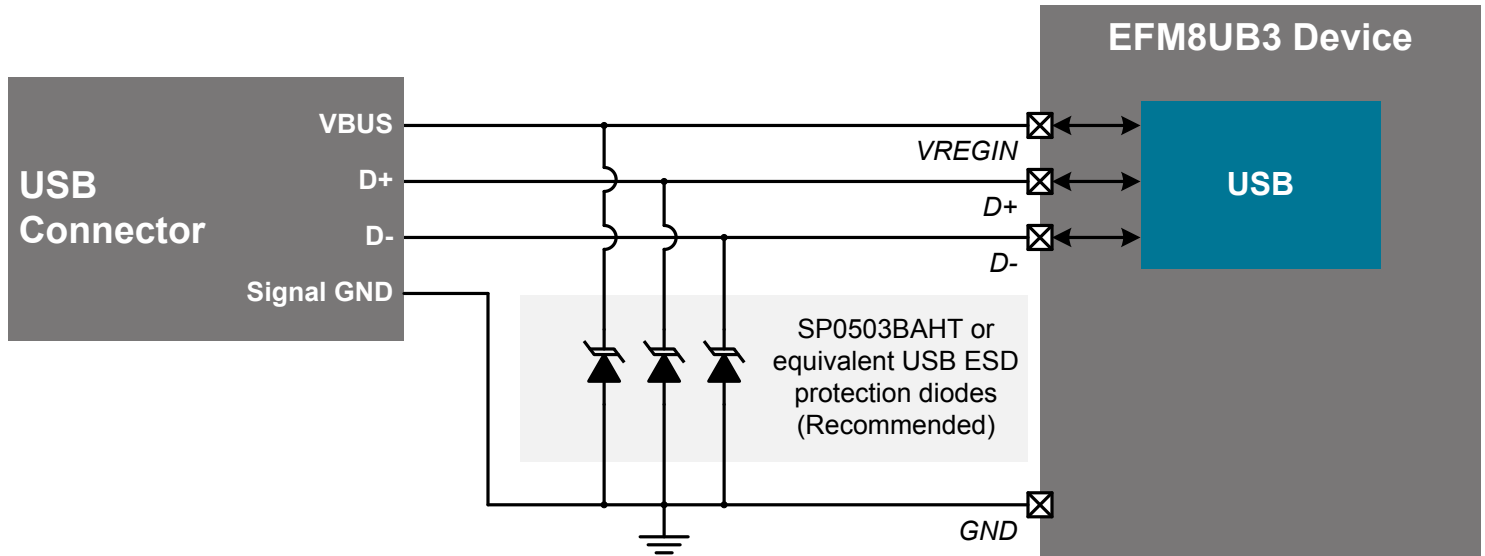 EFM8UB3 Device
USB
Connector
VBUS
D+
D-
Signal GND
VREGIN
D+
D-
USB
SP0503BAHT or
equivalent USB ESD
protection diodes
(Recommended)
GND